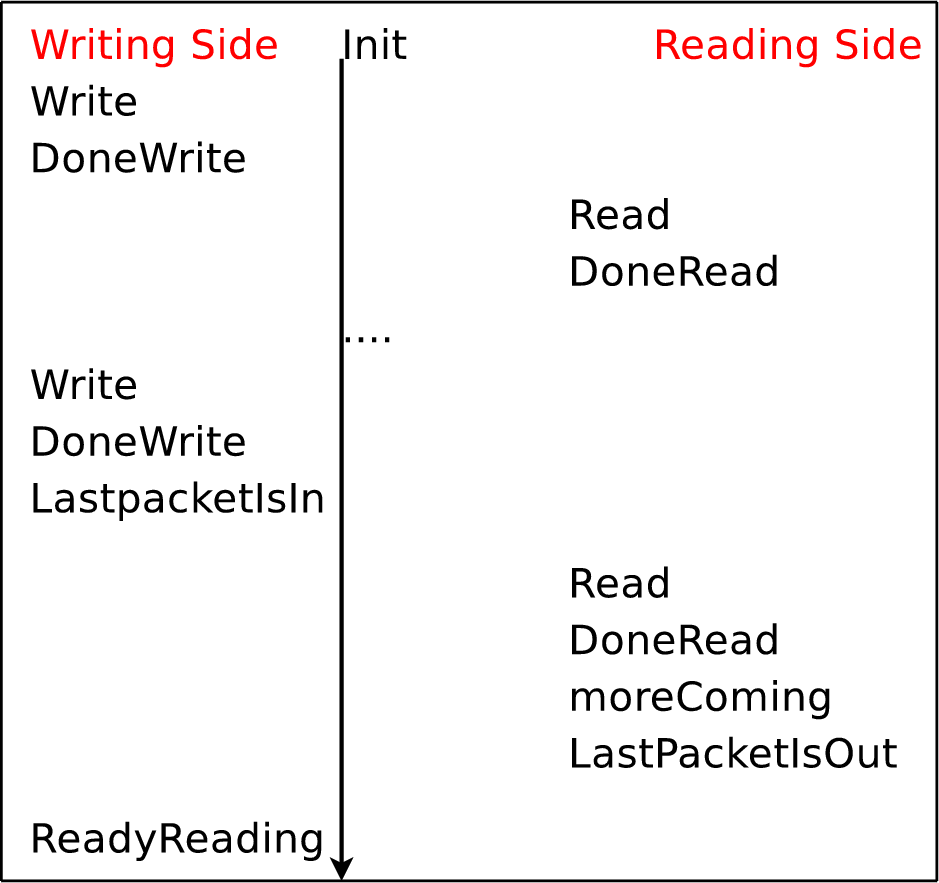 Writing Side Init Reading Side
Write
DoneWrite
Read
DoneRead
....
Write
DoneWrite
LastpacketIsIn
Read
DoneRead
moreComing
LastPacketIsOut
ReadyReading